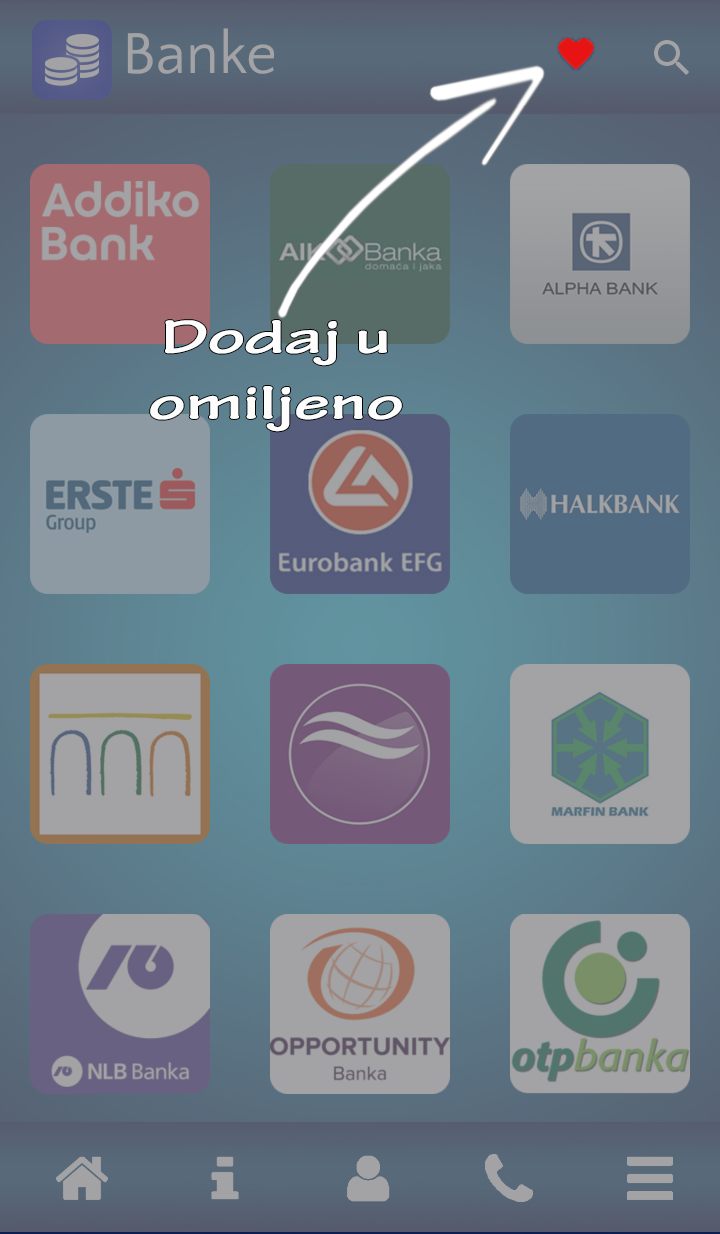 Banke
Addiko
Bank
AIK Banka
domaća i jaka
ALPHA BANK
Dodaj u
omiljeno
ERSTE
Group
Eurobank EFG
HALKBANK
MARFIN BANK
NLB Banka
OPPORTUNITY
Banka
otpbanka